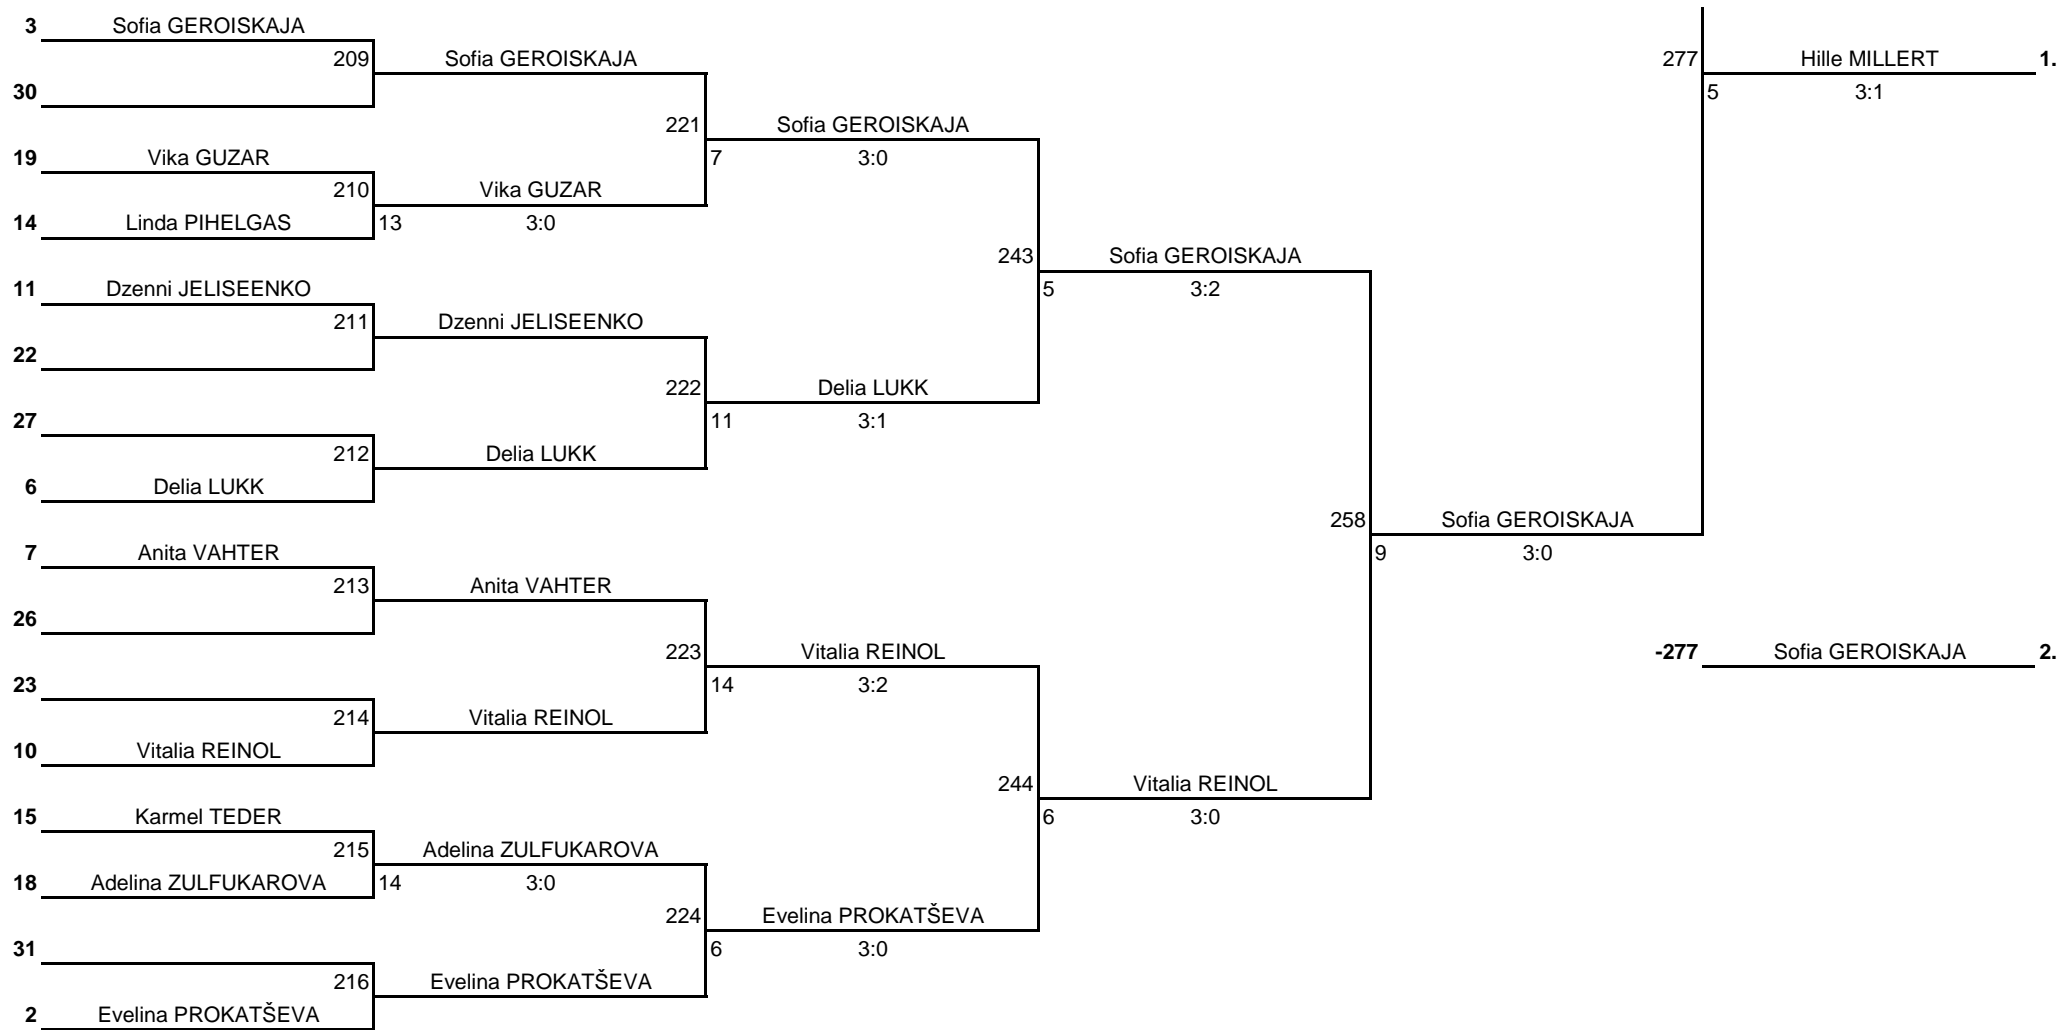 3 Sofia GEROISKAJA
209 Sofia GEROISKAJA 277 Hille MILLERT 1.
30 5 3:1
221 Sofia GEROISKAJA
19 Vika GUZAR 7 3:0
210 Vika GUZAR
14 Linda PIHELGAS 13 3:0
243 Sofia GEROISKAJA
11 Dzenni JELISEENKO 5 3:2
211 Dzenni JELISEENKO
22
222 Delia LUKK
27 11 3:1
212 Delia LUKK
6 Delia LUKK
258 Sofia GEROISKAJA
7 Anita VAHTER 9 3:0
213 Anita VAHTER
26
223 Vitalia REINOL -277 Sofia GEROISKAJA 2.
23 14 3:2
214 Vitalia REINOL
10 Vitalia REINOL
244 Vitalia REINOL
15 Karmel TEDER 6 3:0
215 Adelina ZULFUKAROVA
18 Adelina ZULFUKAROVA 14 3:0
224 Evelina PROKATŠEVA
31 6 3:0
216 Evelina PROKATŠEVA
2 Evelina PROKATŠEVA